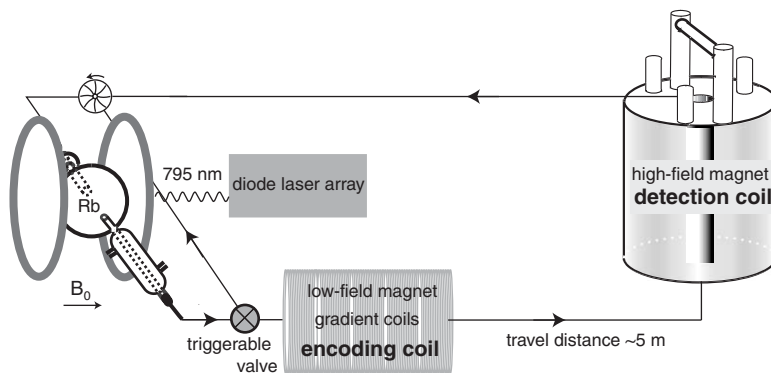 795 nm
diode laser array
Rb
high-field magnet
detection coil
B0
low-field magnet
gradient coils
encoding coil
triggerable
valve
travel distance ~5 m